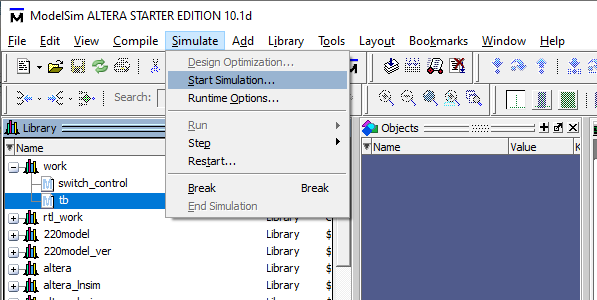 ModelSim ALTERA STARTER EDITION 10.1d
File Edit View Compile Simulate Add Library Tools Layout Bookmarks Window Help
Design Optimization...
Start Simulation...
Runtime Options...
Run
Step
Restart...
Break Break
End Simulation
Search:
Library
Name
work
switch_control
tb
rtl_work Library
220model Library
220model_ver Library
altera Library
altera_lnsim Library
Objects
Name Value